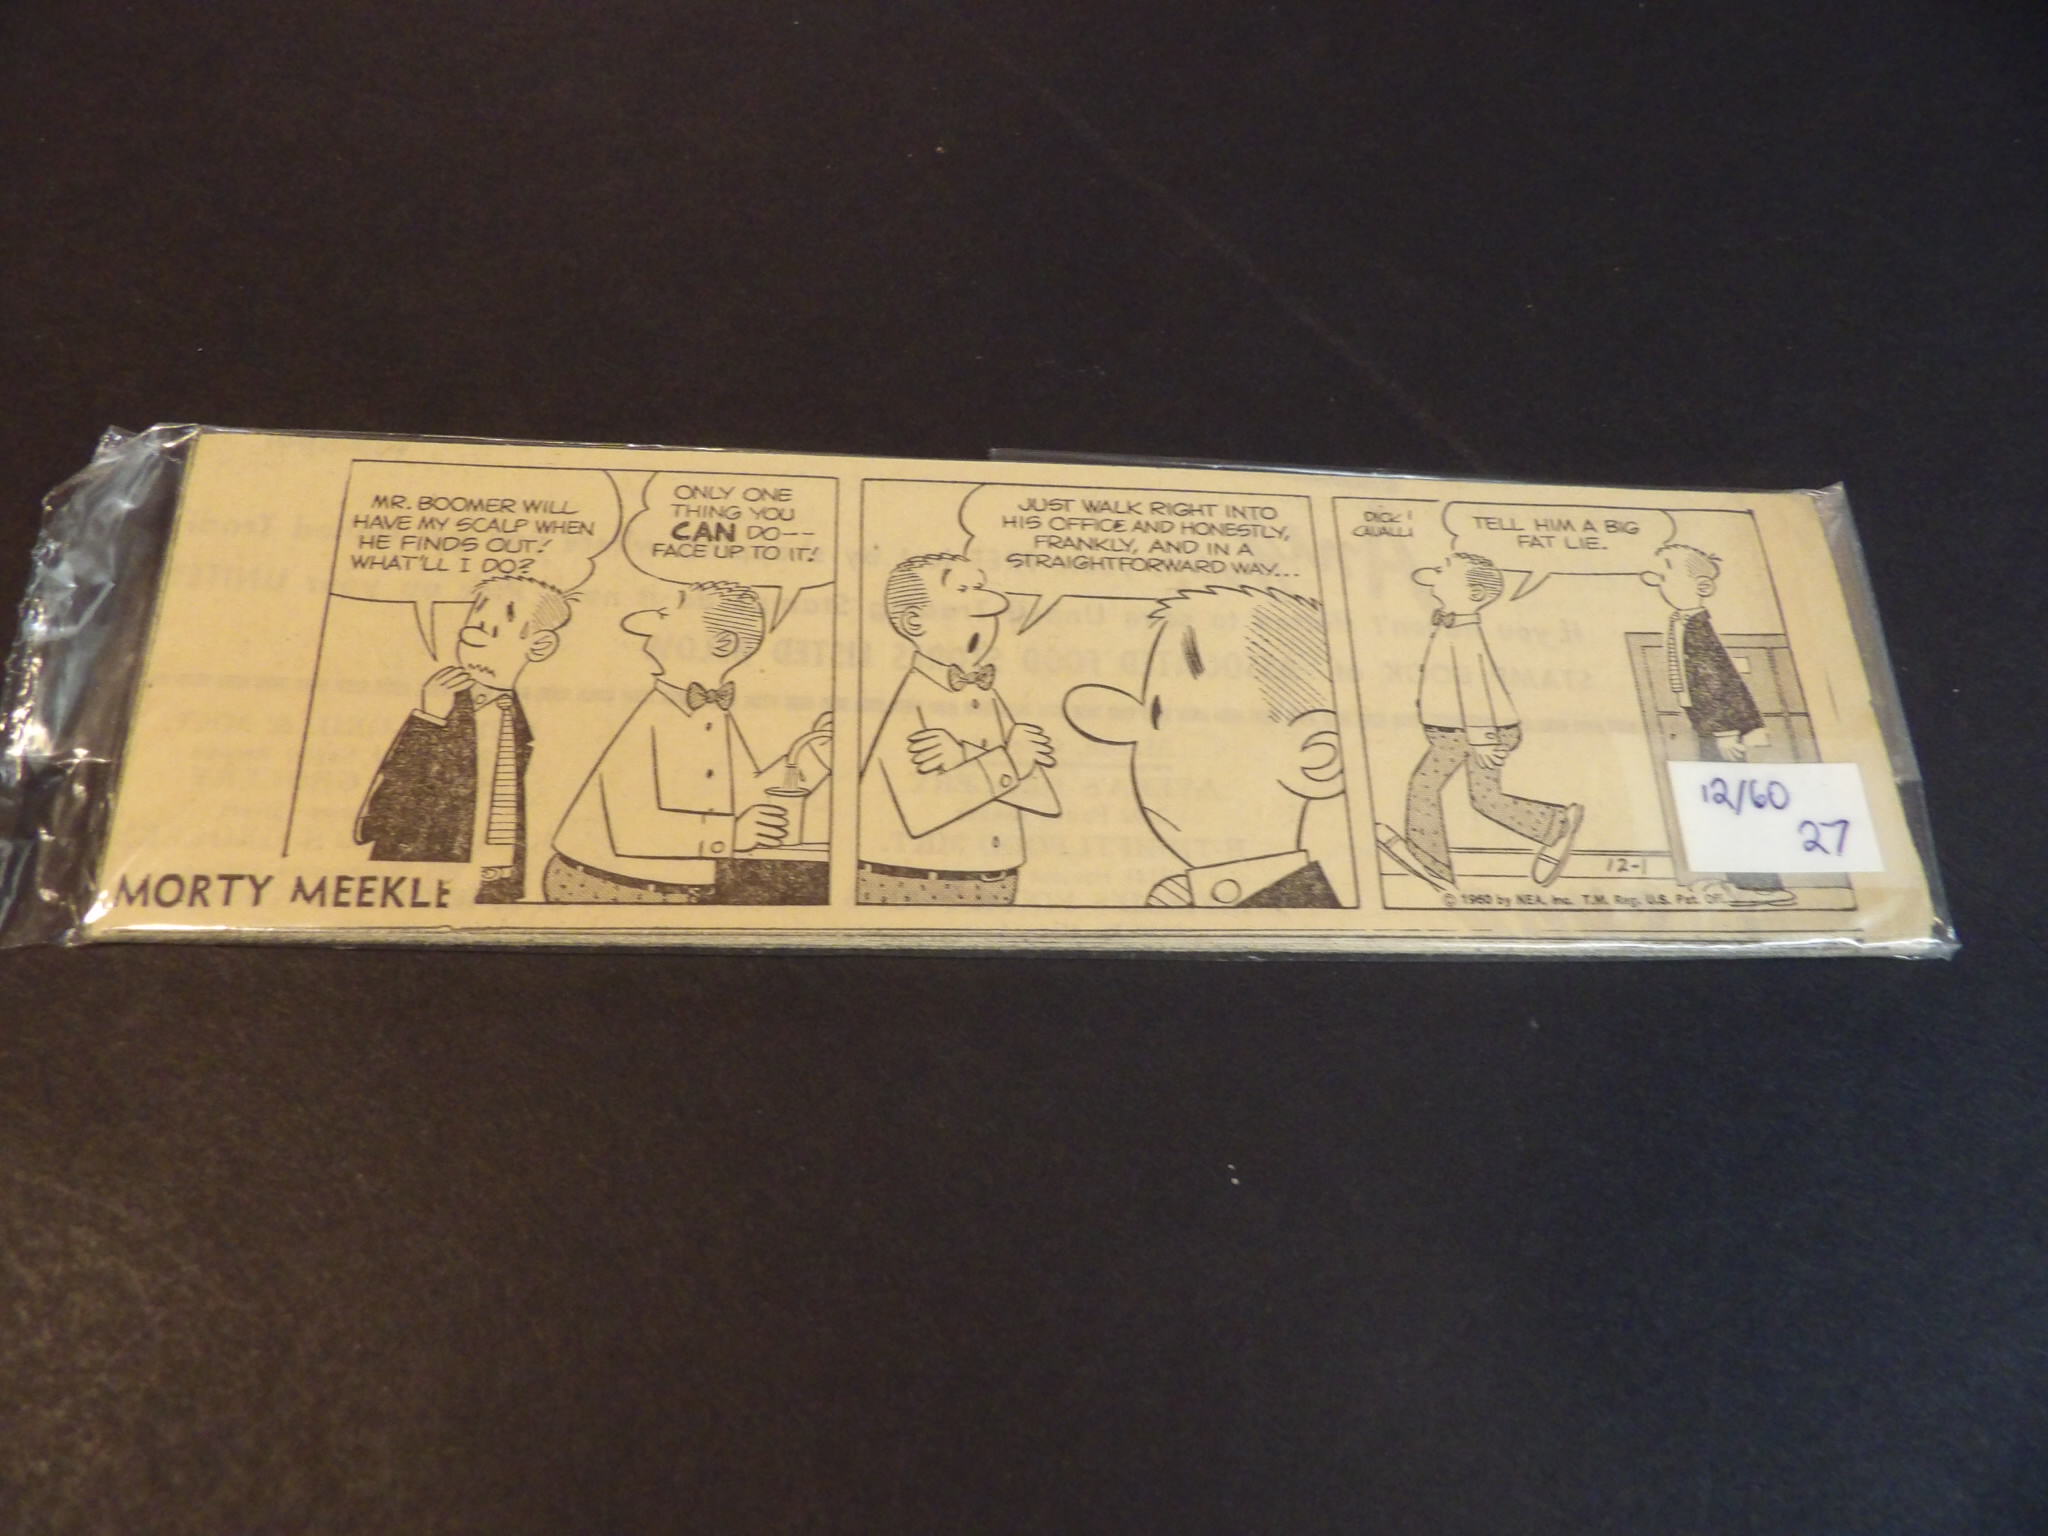 MR. BOOMER WILL
HAVE MY SCALP WHEN
HE FINDS OUT!
WHAT'LL I DO?
ONLY ONE
THING YOU
CAN DO--
FACE UP TO IT!
JUST WALK RIGHT INTO
HIS OFFICE AND HONESTLY,
FRANKLY, AND IN A
STRAIGHTFORWARD WAY...
DICK
CAVALLI
TELL HIM A BIG
FAT LIE.
12/60
27
12-1
© 1960 by NEA, Inc. T.M. Reg. U.S. Pat. Off.
MORTY MEEKLE